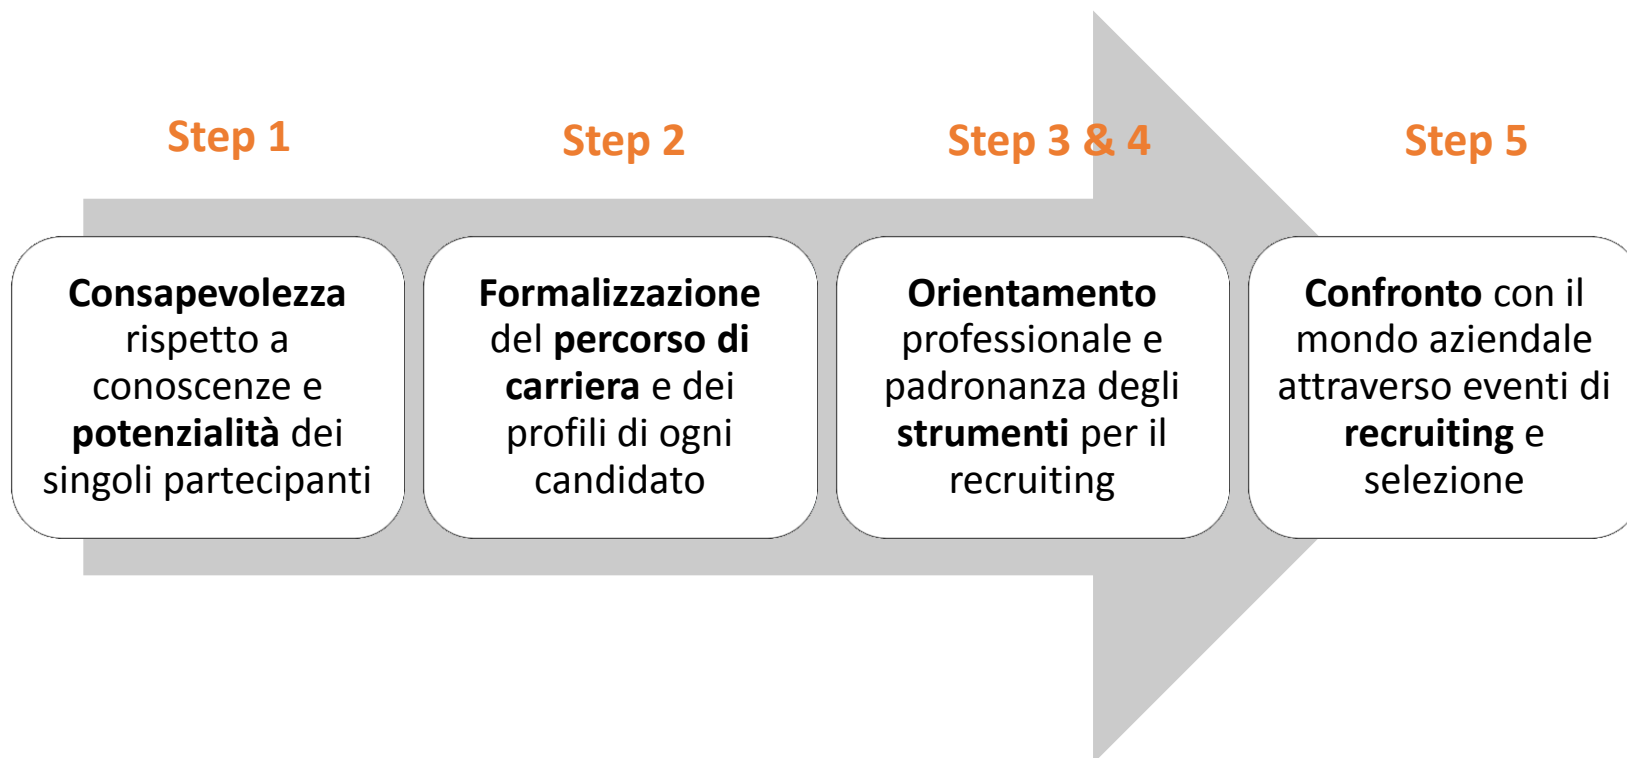 Step 1
Consapevolezza
rispetto a
conoscenze e
potenzialità dei
singoli partecipanti
Step 2
Formalizzazione
del percorso di
carriera e dei
profili di ogni
candidato
Step 3 & 4
Orientamento
professionale e
padronanza degli
strumenti per il
recruiting
Step 5
Confronto con il
mondo aziendale
attraverso eventi di
recruiting e
selezione